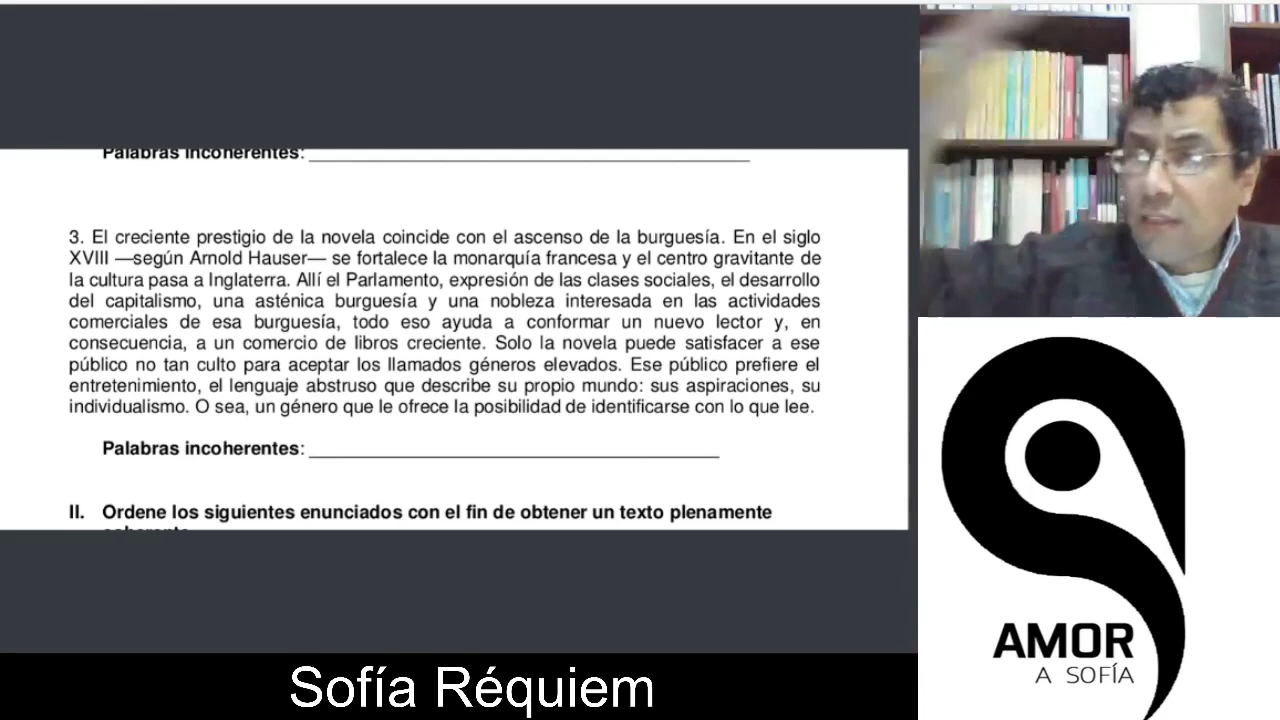 Palabras incoherentes: 
3. El creciente prestigio de la novela coincide con el ascenso de la burguesía. En el siglo
XVIII —según Arnold Hauser— se fortalece la monarquía francesa y el centro gravitante de
la cultura pasa a Inglaterra. Allí el Parlamento, expresión de las clases sociales, el desarrollo
del capitalismo, una asténica burguesía y una nobleza interesada en las actividades
comerciales de esa burguesía, todo eso ayuda a conformar un nuevo lector y, en
consecuencia, a un comercio de libros creciente. Solo la novela puede satisfacer a ese
público no tan culto para aceptar los llamados géneros elevados. Ese público prefiere el
entretenimiento, el lenguaje abstruso que describe su propio mundo: sus aspiraciones, su
individualismo. O sea, un género que le ofrece la posibilidad de identificarse con lo que lee.
Palabras incoherentes:
II. Ordene los siguientes enunciados con el fin de obtener un texto plenamente
coherente
AMOR
A SOFÍA
Sofía Réquiem